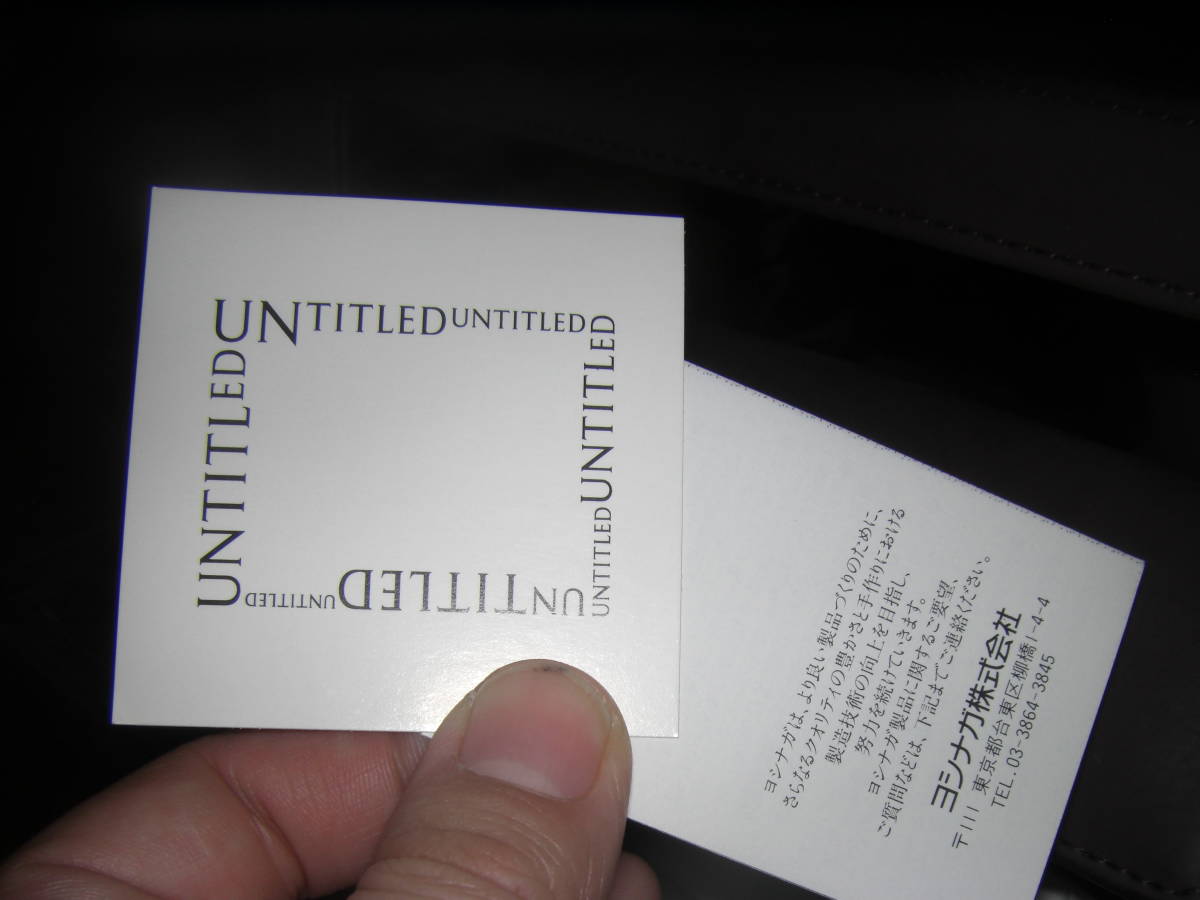 UNTITLED UNTITLED
UNTITLED
UNTITLED
UNTITLED
UNTITLED
UNTITLED
UNTITLED
ヨシナガは、より良い製品づくりのために、
さらなるクオリティの豊かさと手作りにおける
製造技術の向上を目指し、
努力を続けていきます。
ヨシナガ製品に関するご要望、
ご質問などは、下記までご連絡ください。
ヨシナガ株式会社
〒111 東京都台東区柳橋1-4-4
TEL.03-3864-3845